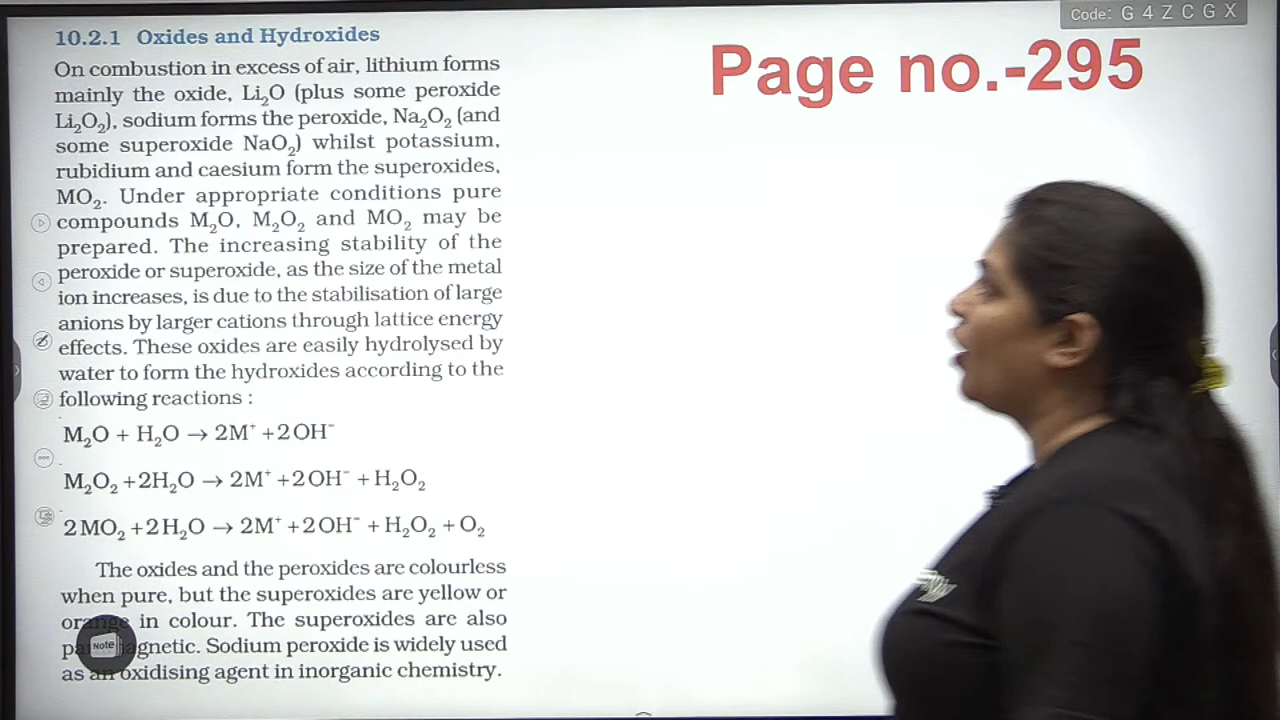 Code: G 4 Z C G X
Page no.-295
10.2.1 Oxides and Hydroxides
On combustion in excess of air, lithium forms
mainly the oxide, Li₂O (plus some peroxide
Li₂O₂), sodium forms the peroxide, Na₂O₂ (and
some superoxide NaO₂) whilst potassium,
rubidium and caesium form the superoxides,
MO₂. Under appropriate conditions pure
compounds M₂O, M₂O₂ and MO₂ may be
prepared. The increasing stability of the
peroxide or superoxide, as the size of the metal
ion increases, is due to the stabilisation of large
anions by larger cations through lattice energy
effects. These oxides are easily hydrolysed by
water to form the hydroxides according to the
following reactions :
M₂O + H₂O → 2M⁺ +2OH⁻
M₂O₂ +2H₂O → 2M⁺ +2OH⁻ +H₂O₂
2MO₂ +2H₂O → 2M⁺ +2OH⁻ +H₂O₂ +O₂
The oxides and the peroxides are colourless
when pure, but the superoxides are yellow or
in colour. The superoxides are also
Sodium peroxide is widely used
as an oxidising agent in inorganic chemistry.
Note